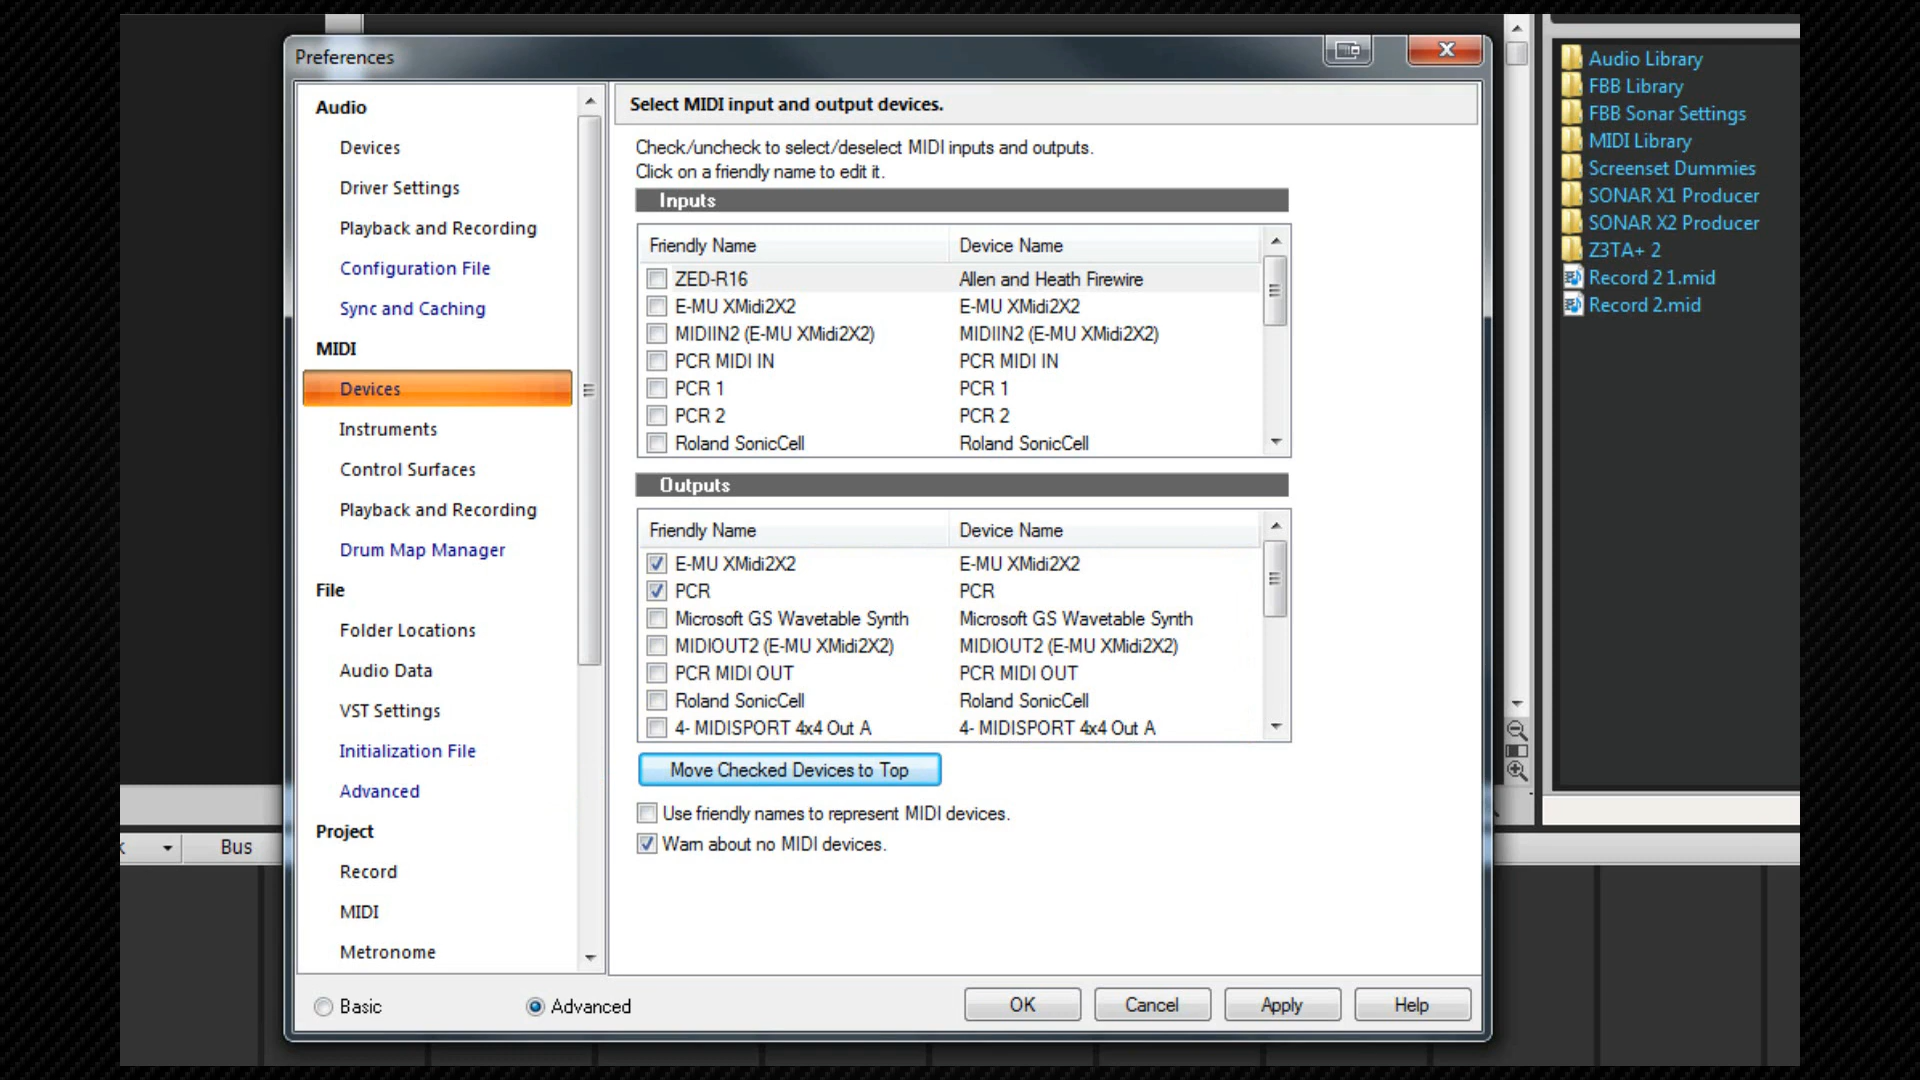 Preferences
Audio
Devices
Driver Settings
Playback and Recording
Configuration File
Sync and Caching
MIDI
Devices
Instruments
Control Surfaces
Playback and Recording
Drum Map Manager
File
Folder Locations
Audio Data
VST Settings
Initialization File
Advanced
Project
Record
MIDI
Metronome
Basic
Advanced
Select MIDI input and output devices.
Check/uncheck to select/deselect MIDI inputs and outputs.
Click on a friendly name to edit it.
Inputs
Friendly Name Device Name
ZED-R16 Allen and Heath Firewire
E-MU XMidi2X2 E-MU XMidi2X2
MIDIIN2 (E-MU XMidi2X2) MIDIIN2 (E-MU XMidi2X2)
PCR MIDI IN PCR MIDI IN
PCR 1 PCR 1
PCR 2 PCR 2
Roland SonicCell Roland SonicCell
Outputs
Friendly Name Device Name
E-MU XMidi2X2 E-MU XMidi2X2
PCR PCR
Microsoft GS Wavetable Synth Microsoft GS Wavetable Synth
MIDIOUT2 (E-MU XMidi2X2) MIDIOUT2 (E-MU XMidi2X2)
PCR MIDI OUT PCR MIDI OUT
Roland SonicCell Roland SonicCell
4- MIDISPORT 4x4 Out A 4- MIDISPORT 4x4 Out A
Move Checked Devices to Top
Use friendly names to represent MIDI devices.
Warn about no MIDI devices.
OK Cancel Apply Help
Audio Library
FBB Library
FBB Sonar Settings
MIDI Library
Screenset Dummies
SONAR X1 Producer
SONAR X2 Producer
Z3TA+ 2
Record 2 1.mid
Record 2.mid
Bus